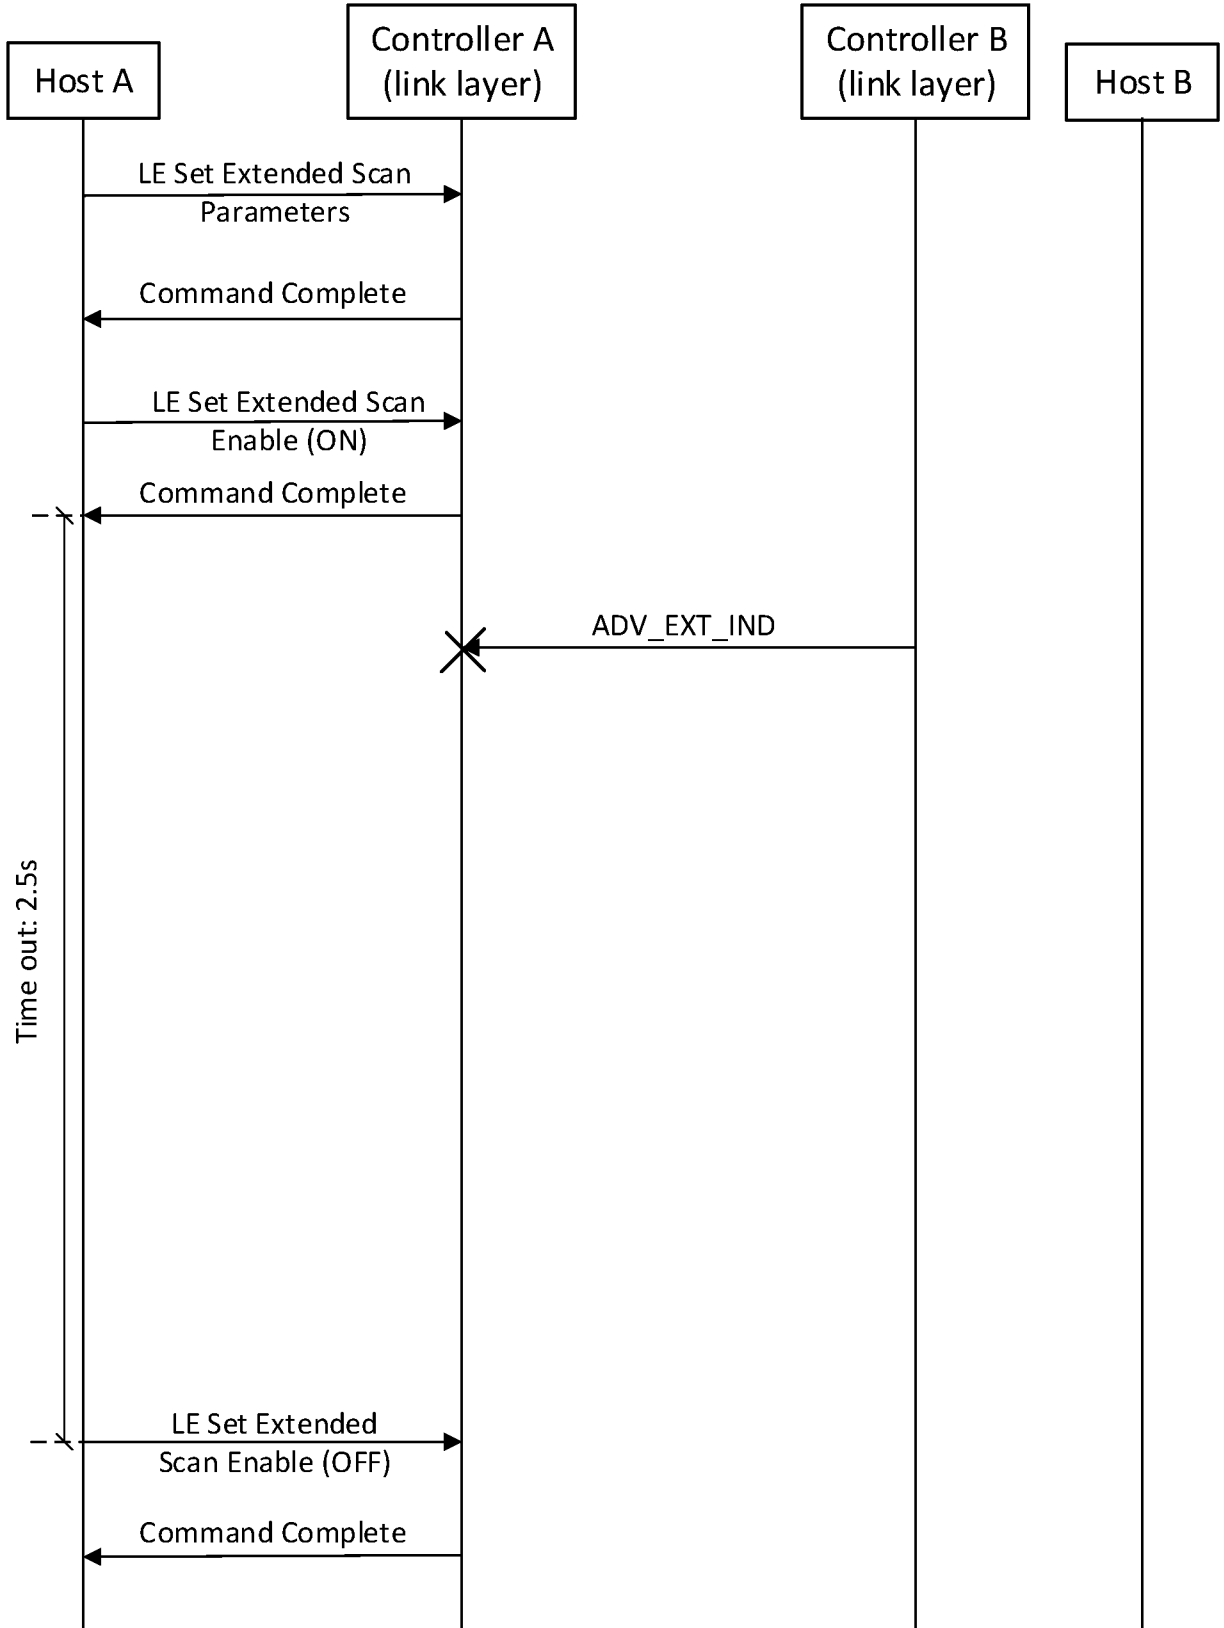 Host A
Controller A
(link layer)
Controller B
(link layer)
Host B
LE Set Extended Scan
Parameters
Command Complete
LE Set Extended Scan
Enable (ON)
Command Complete
ADV_EXT_IND
Time out: 2.5s
LE Set Extended
Scan Enable (OFF)
Command Complete